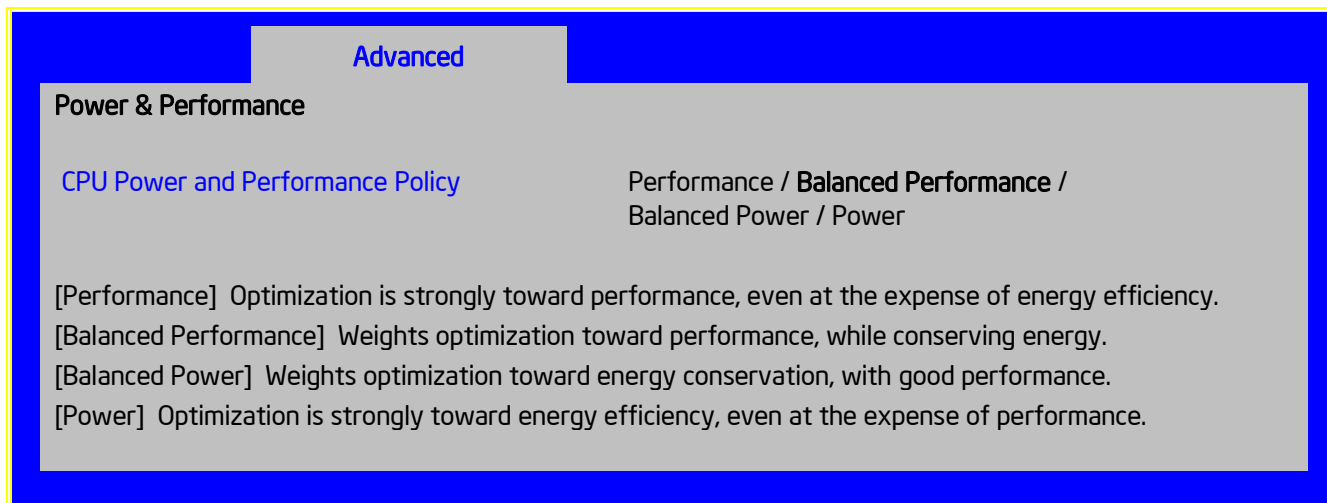 Advanced
Power & Performance
CPU Power and Performance Policy Performance / Balanced Performance /
Balanced Power / Power
[Performance] Optimization is strongly toward performance, even at the expense of energy efficiency.
[Balanced Performance] Weights optimization toward performance, while conserving energy.
[Balanced Power] Weights optimization toward energy conservation, with good performance.
[Power] Optimization is strongly toward energy efficiency, even at the expense of performance.